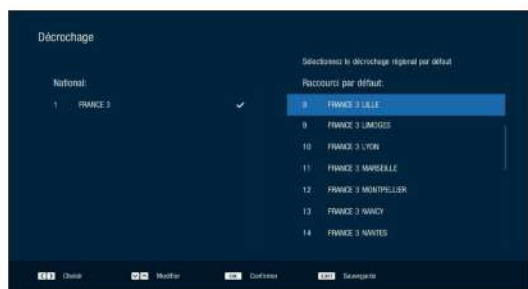 Décrochage
Sélectionnez le décrochage régional par défaut
National:
Raccourci par défaut:
1 FRANCE 3
8 FRANCE 3 LILLE
9 FRANCE 3 LIMOGES
10 FRANCE 3 LYON
11 FRANCE 3 MARSEILLE
12 FRANCE 3 MONTPELLIER
13 FRANCE 3 NANCY
14 FRANCE 3 NANTES
Choisir Modifier OK Confirmer EXIT Sauvegarde